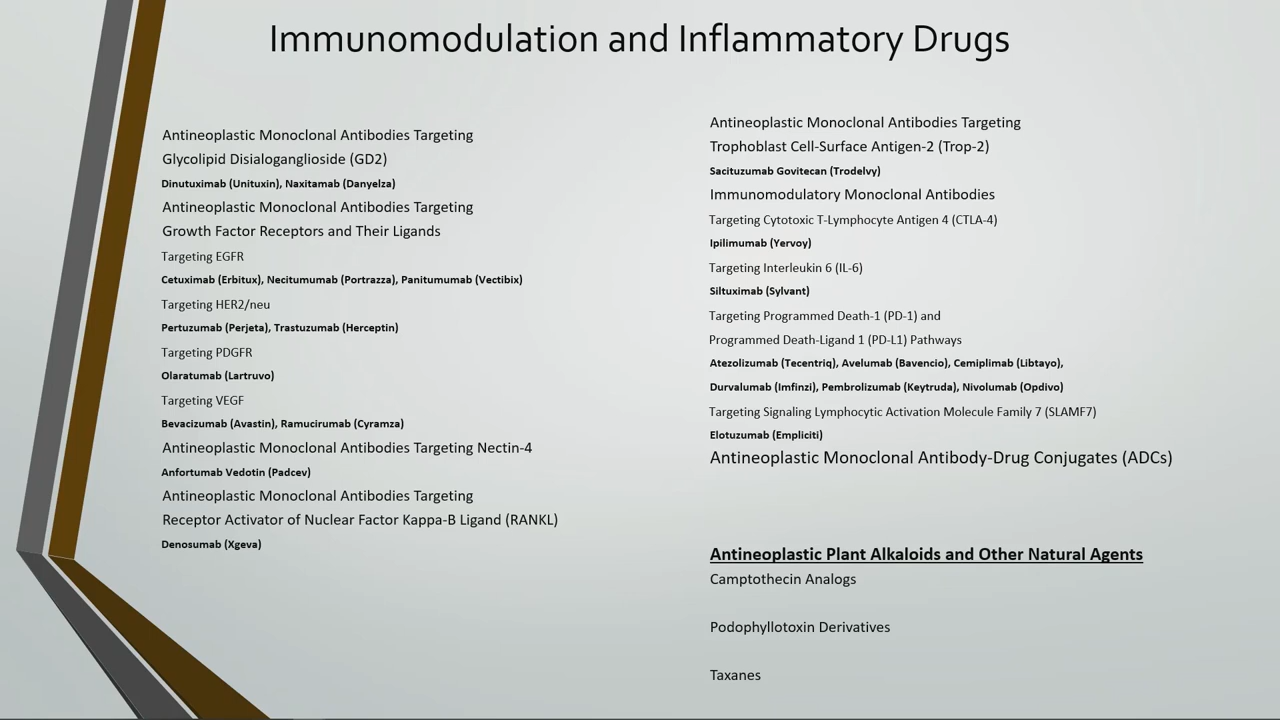 Immunomodulation and Inflammatory Drugs
Antineoplastic Monoclonal Antibodies Targeting
Glycolipid Disialoganglioside (GD2)
Dinutuximab (Unituxin), Naxitamab (Danyelza)
Antineoplastic Monoclonal Antibodies Targeting
Growth Factor Receptors and Their Ligands
Targeting EGFR
Cetuximab (Erbitux), Necitumumab (Portrazza), Panitumumab (Vectibix)
Targeting HER2/neu
Pertuzumab (Perjeta), Trastuzumab (Herceptin)
Targeting PDGFR
Olaratumab (Lartruvo)
Targeting VEGF
Bevacizumab (Avastin), Ramucirumab (Cyramza)
Antineoplastic Monoclonal Antibodies Targeting Nectin-4
Anfortumab Vedotin (Padcev)
Antineoplastic Monoclonal Antibodies Targeting
Receptor Activator of Nuclear Factor Kappa-B Ligand (RANKL)
Denosumab (Xgeva)
Antineoplastic Monoclonal Antibodies Targeting
Trophoblast Cell-Surface Antigen-2 (Trop-2)
Sacituzumab Govitecan (Trodelvy)
Immunomodulatory Monoclonal Antibodies
Targeting Cytotoxic T-Lymphocyte Antigen 4 (CTLA-4)
Ipilimumab (Yervoy)
Targeting Interleukin 6 (IL-6)
Siltuximab (Sylvant)
Targeting Programmed Death-1 (PD-1) and
Programmed Death-Ligand 1 (PD-L1) Pathways
Atezolizumab (Tecentriq), Avelumab (Bavencio), Cemiplimab (Libtayo),
Durvalumab (Imfinzi), Pembrolizumab (Keytruda), Nivolumab (Opdivo)
Targeting Signaling Lymphocytic Activation Molecule Family 7 (SLAMF7)
Elotuzumab (Empliciti)
Antineoplastic Monoclonal Antibody-Drug Conjugates (ADCs)
Antineoplastic Plant Alkaloids and Other Natural Agents
Camptothecin Analogs
Podophyllotoxin Derivatives
Taxanes